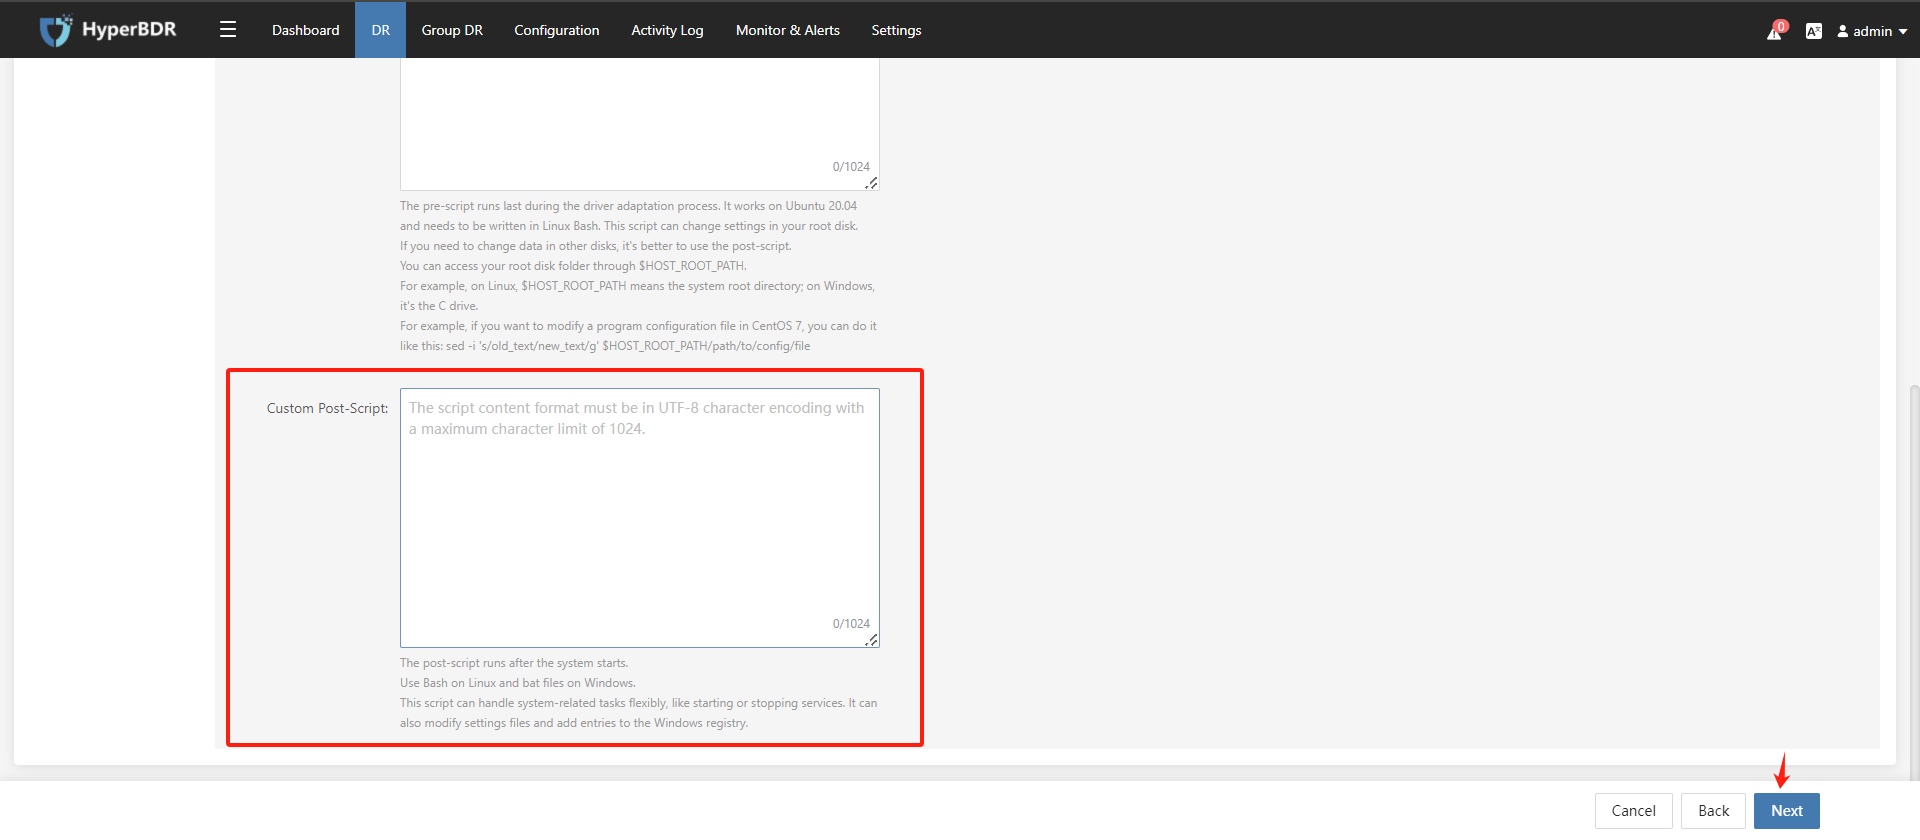 HyperBDR
Dashboard
DR
Group DR
Configuration
Activity Log
Monitor & Alerts
Settings
0
A
admin
0/1024
The pre-script runs last during the driver adaptation process. It works on Ubuntu 20.04
and needs to be written in Linux Bash. This script can change settings in your root disk.
If you need to change data in other disks, it's better to use the post-script.
You can access your root disk folder through $HOST_ROOT_PATH.
For example, on Linux, $HOST_ROOT_PATH means the system root directory; on Windows,
it's the C drive.
For example, if you want to modify a program configuration file in CentOS 7, you can do it
like this: sed -i 's/old_text/new_text/g' $HOST_ROOT_PATH/path/to/config/file
Custom Post-Script:
The script content format must be in UTF-8 character encoding with
a maximum character limit of 1024.
0/1024
The post-script runs after the system starts.
Use Bash on Linux and bat files on Windows.
This script can handle system-related tasks flexibly, like starting or stopping services. It can
also modify settings files and add entries to the Windows registry.
Cancel
Back
Next